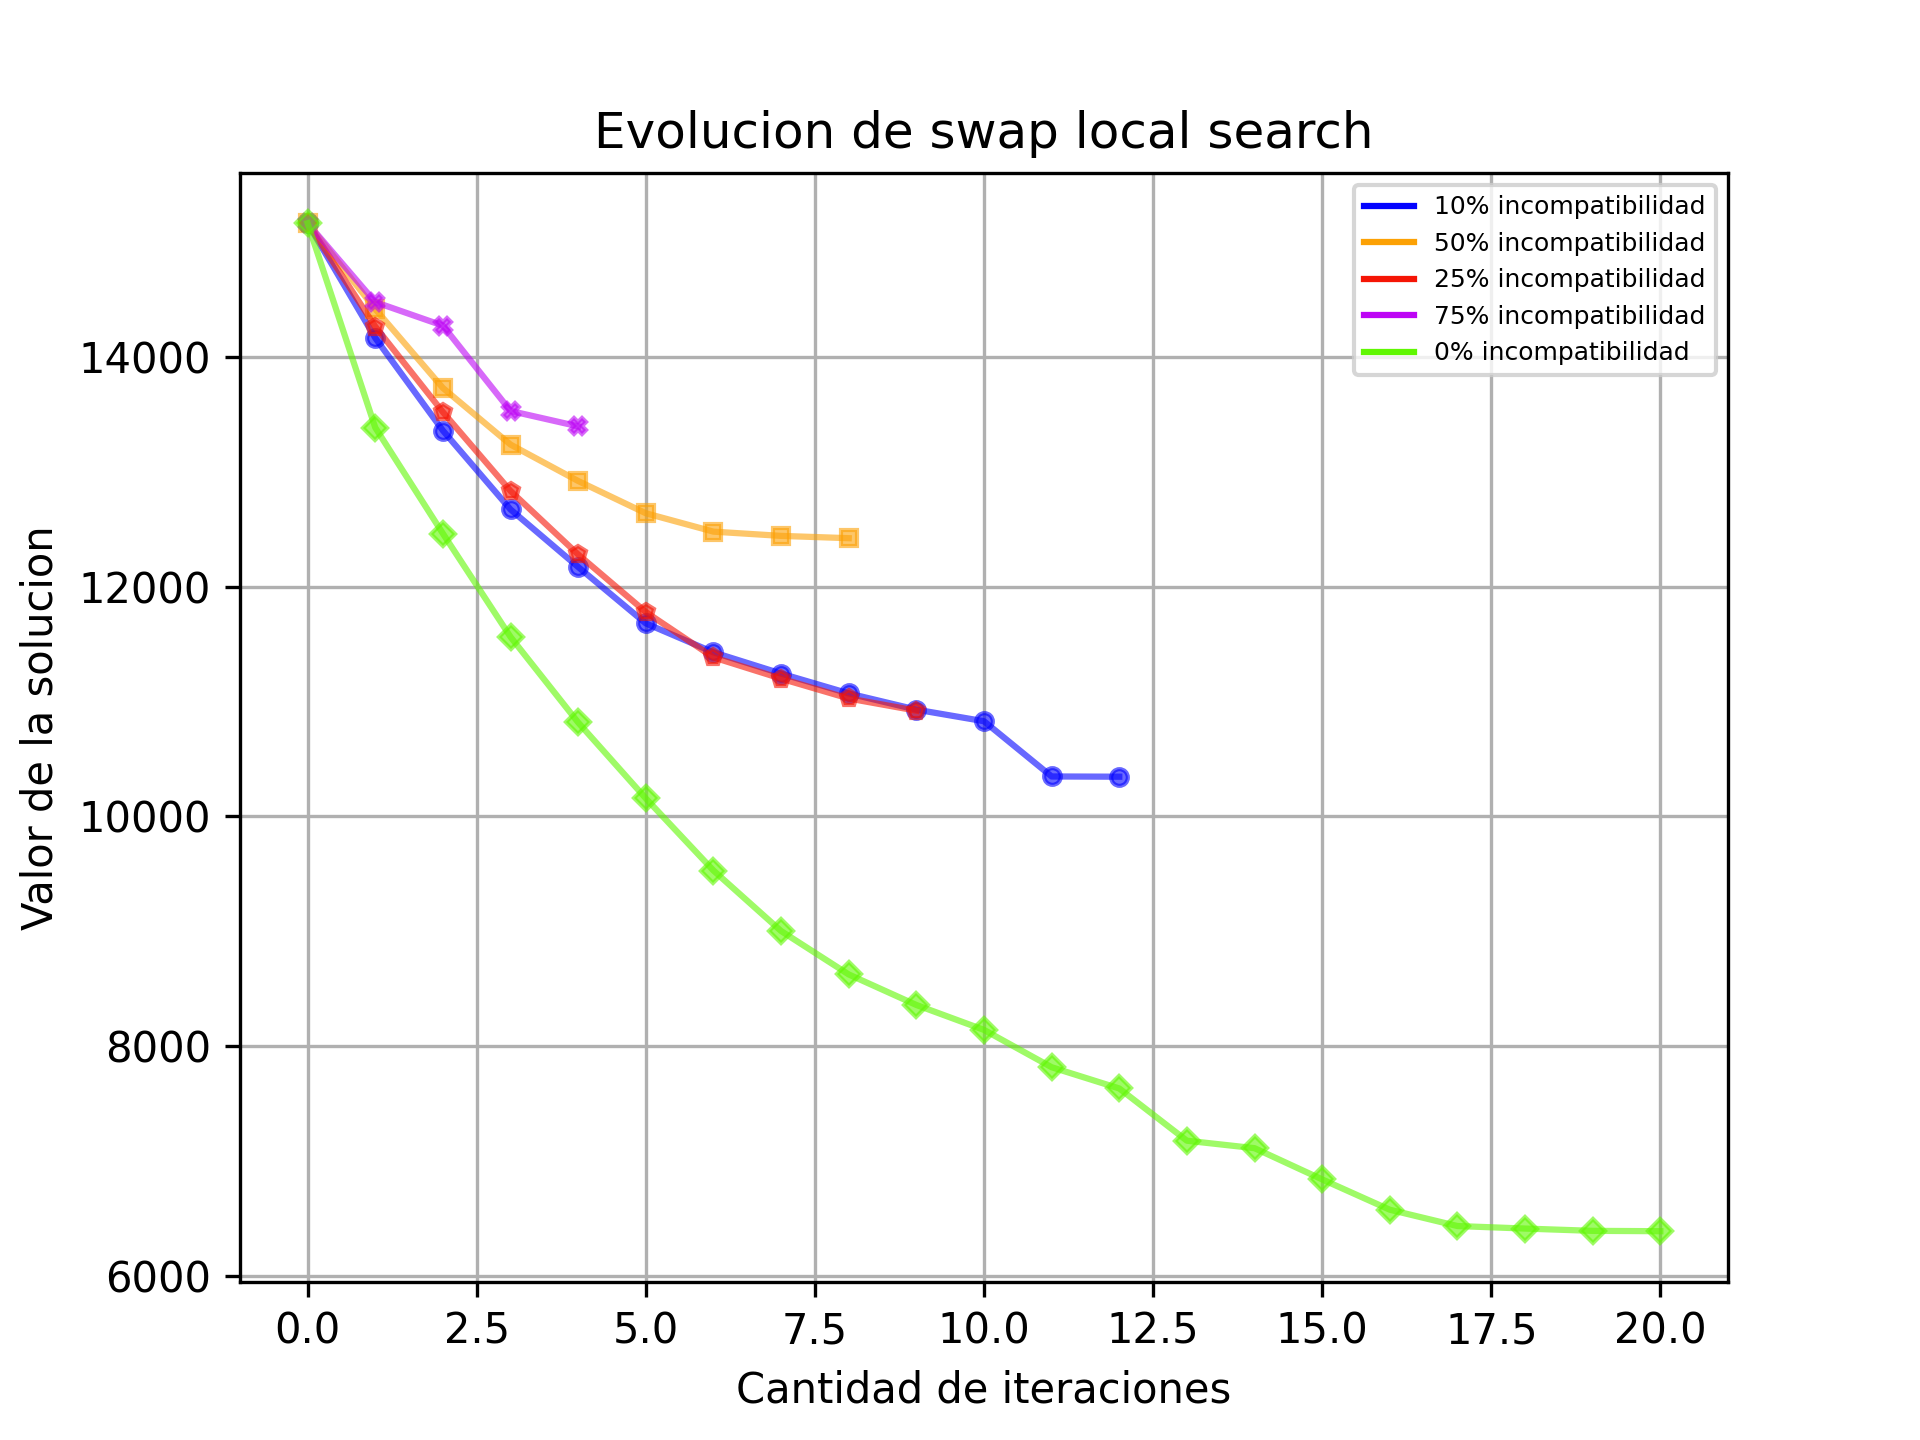 Evolucion de swap local search
10% incompatibilidad
50% incompatibilidad
25% incompatibilidad
75% incompatibilidad
0% incompatibilidad
Valor de la solucion
14000
12000
10000
8000
6000
0.0 2.5 5.0 7.5 10.0 12.5 15.0 17.5 20.0
Cantidad de iteraciones